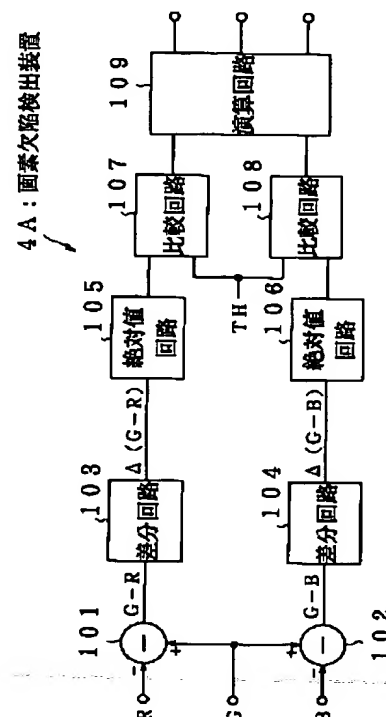 4A:画素欠陥検出装置
109
演算回路
107
比較回路
108
比較回路
TH
105
絶対値
回路
106
絶対値
回路
Δ(G-R)
Δ(G-B)
103
差分回路
104
差分回路
G-R
G-B
101
-
-
+
102
-
-
+
R
G
B